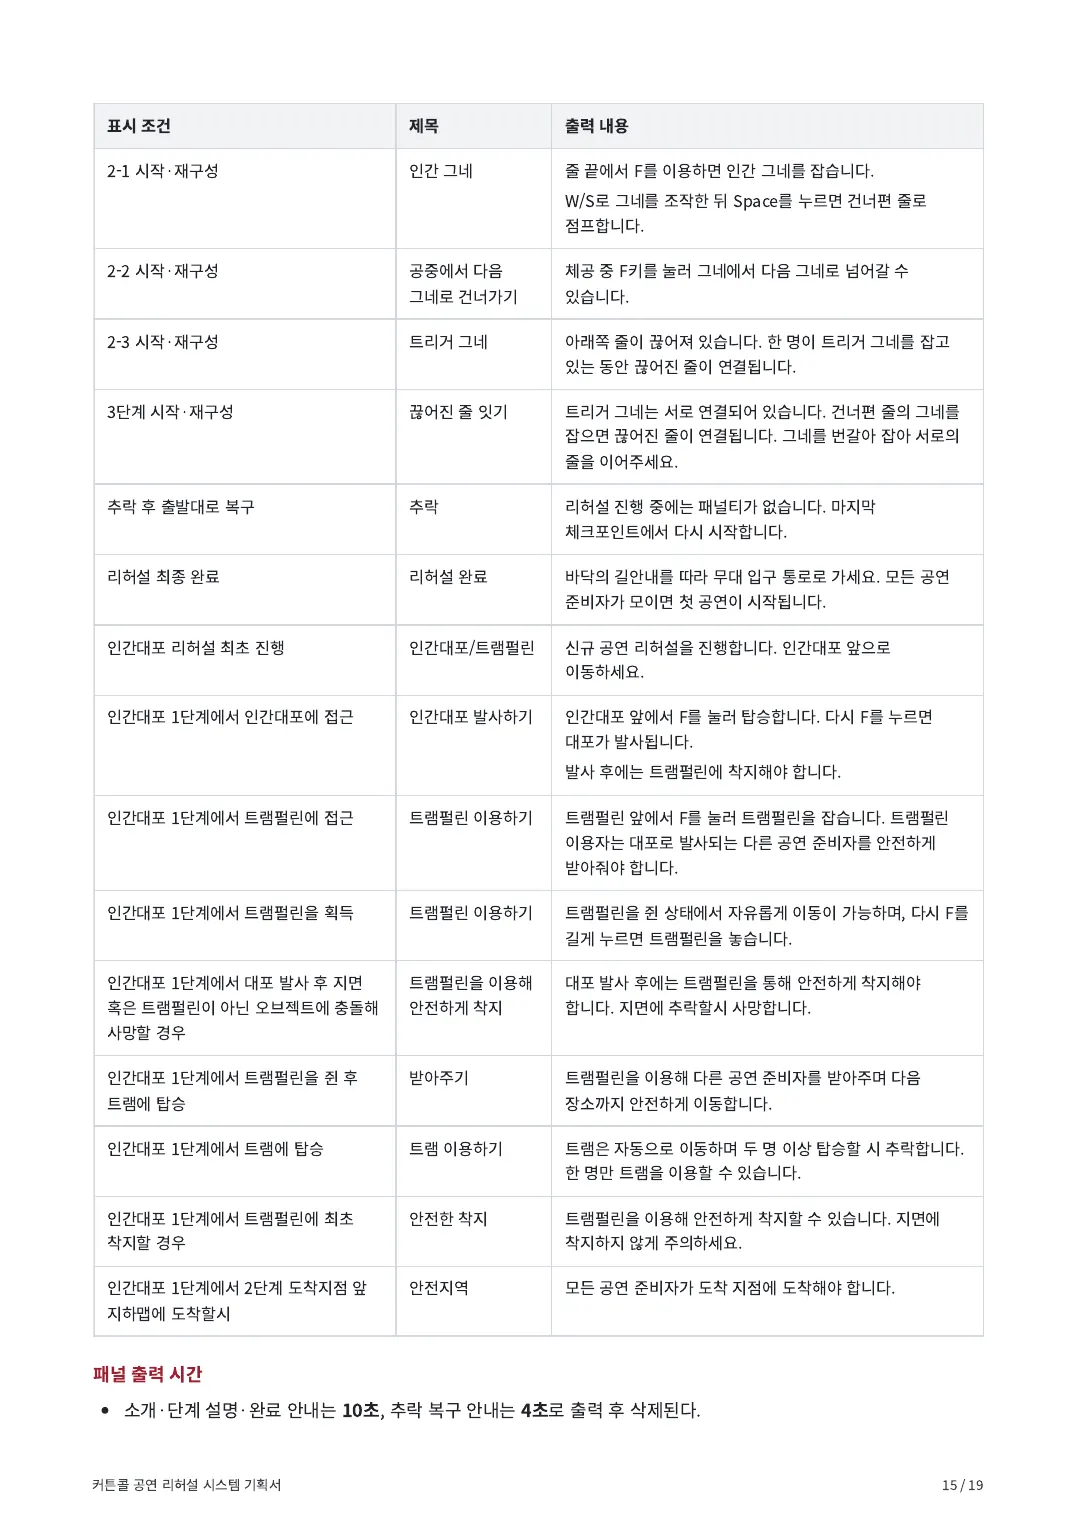 표시 조건
제목
출력 내용
2-1 시작·재구성
인간 그네
줄 끝에서 F를 이용하면 인간 그네를 잡습니다.
W/S로 그네를 조작한 뒤 Space를 누르면 건너편 줄로
점프합니다.
2-2 시작·재구성
공중에서 다음
그네로 건너가기
체공 중 F키를 눌러 그네에서 다음 그네로 넘어갈 수
있습니다.
2-3 시작·재구성
트리거 그네
아래쪽 줄이 끊어져 있습니다. 한 명이 트리거 그네를 잡고
있는 동안 끊어진 줄이 연결됩니다.
3단계 시작·재구성
끊어진 줄 잇기
트리거 그네는 서로 연결되어 있습니다. 건너편 줄의 그네를
잡으면 끊어진 줄이 연결됩니다. 그네를 번갈아 잡아 서로의
줄을 이어주세요.
추락 후 출발대로 복구
추락
리허설 진행 중에는 패널티가 없습니다. 마지막
체크포인트에서 다시 시작합니다.
리허설 최종 완료
리허설 완료
바닥의 길안내를 따라 무대 입구 통로로 가세요. 모든 공연
준비자가 모이면 첫 공연이 시작됩니다.
인간대포 리허설 최초 진행
인간대포/트램펄린
신규 공연 리허설을 진행합니다. 인간대포 앞으로
이동하세요.
인간대포 1단계에서 인간대포에 접근
인간대포 발사하기
인간대포 앞에서 F를 눌러 탑승합니다. 다시 F를 누르면
대포가 발사됩니다.
발사 후에는 트램펄린에 착지해야 합니다.
인간대포 1단계에서 트램펄린에 접근
트램펄린 이용하기
트램펄린 앞에서 F를 눌러 트램펄린을 잡습니다. 트램펄린
이용자는 대포로 발사되는 다른 공연 준비자를 안전하게
받아줘야 합니다.
인간대포 1단계에서 트램펄린을 획득
트램펄린 이용하기
트램펄린을 쥔 상태에서 자유롭게 이동이 가능하며, 다시 F를
길게 누르면 트램펄린을 놓습니다.
인간대포 1단계에서 대포 발사 후 지면
혹은 트램펄린이 아닌 오브젝트에 충돌해
사망할 경우
트램펄린을 이용해
안전하게 착지
대포 발사 후에는 트램펄린을 통해 안전하게 착지해야
합니다. 지면에 추락할시 사망합니다.
인간대포 1단계에서 트램펄린을 쥔 후
트램에 탑승
받아주기
트램펄린을 이용해 다른 공연 준비자를 받아주며 다음
장소까지 안전하게 이동합니다.
인간대포 1단계에서 트램에 탑승
트램 이용하기
트램은 자동으로 이동하며 두 명 이상 탑승할 시 추락합니다.
한 명만 트램을 이용할 수 있습니다.
인간대포 1단계에서 트램펄린에 최초
착지할 경우
안전한 착지
트램펄린을 이용해 안전하게 착지할 수 있습니다. 지면에
착지하지 않게 주의하세요.
인간대포 1단계에서 2단계 도착지점 앞
지하맵에 도착할시
안전지역
모든 공연 준비자가 도착 지점에 도착해야 합니다.
패널 출력 시간
● 소개·단계 설명·완료 안내는 10초, 추락 복구 안내는 4초로 출력 후 삭제된다.
커튼콜 공연 리허설 시스템 기획서
15 / 19